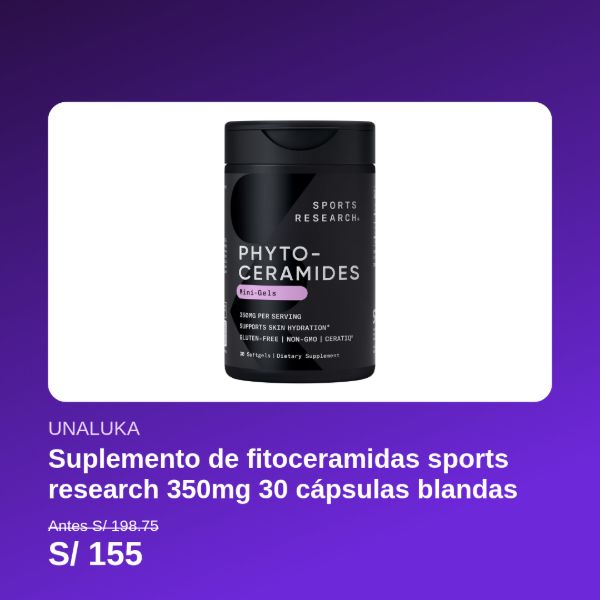 SPORTS
RESEARCH
PHYTO-
CERAMIDES
Mini-Gels
350MG PER SERVING
SUPPORTS SKIN HYDRATION*
GLUTEN-FREE | NON-GMO | CERATIQ®
30 Softgels | Dietary Supplement
UNALUKA
Suplemento de fitoceramidas sports
research 350mg 30 cápsulas blandas
Antes S/ 198.75
S/ 155